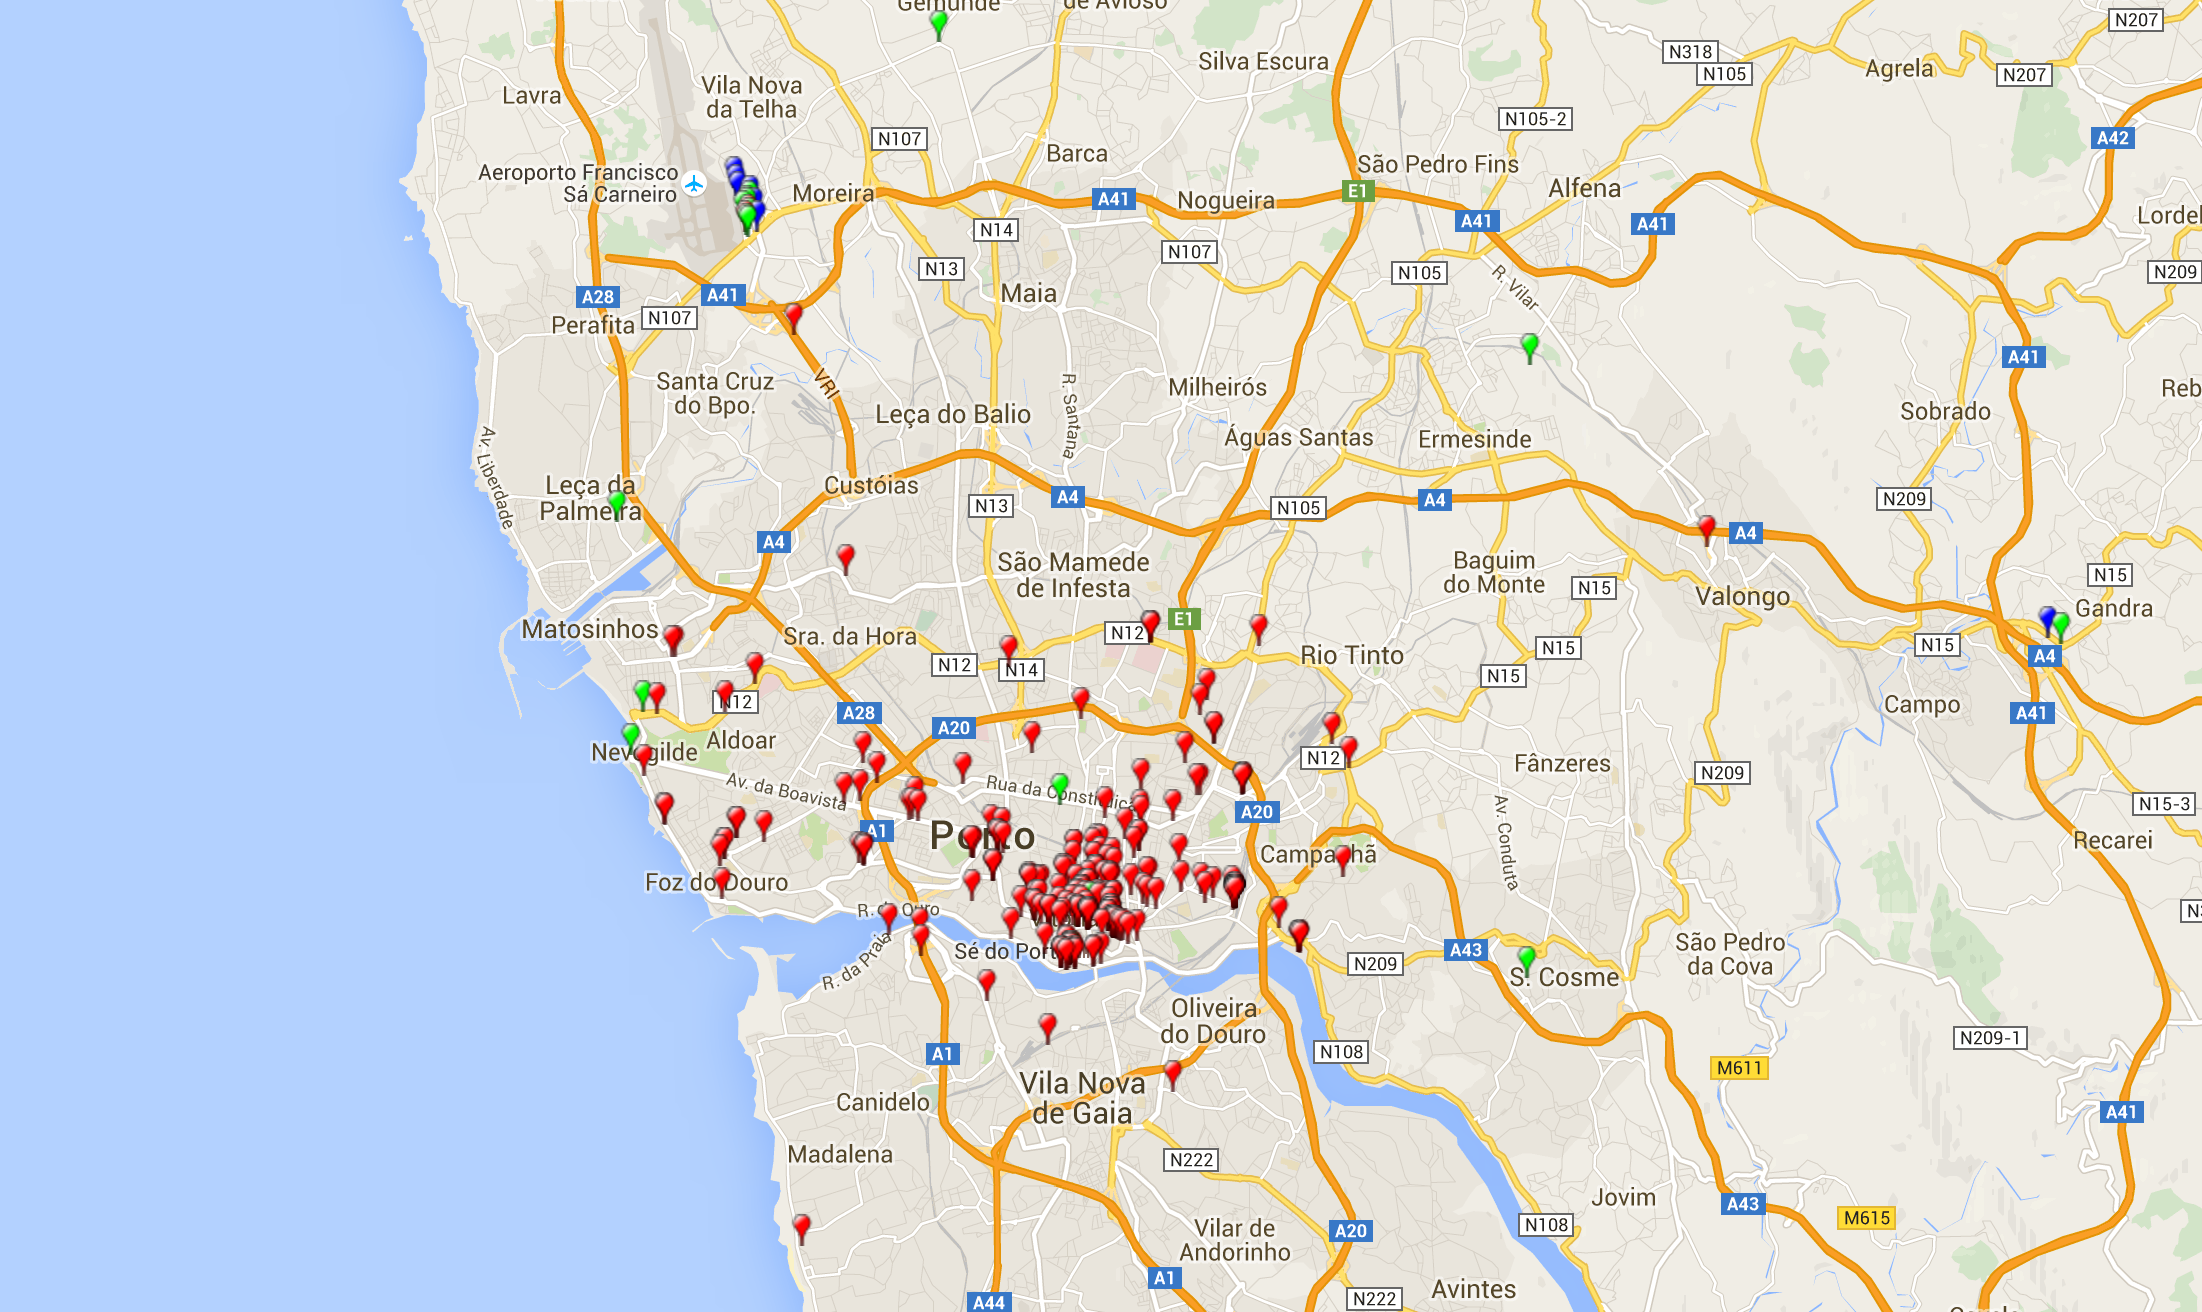 Gemunde
de Avioso
N207
Silva Escura
N318
N105
Agrela
N207
Lavra
Vila Nova
da Telha
N107
N105-2
A42
Barca
São Pedro Fins
Aeroporto Francisco
Sá Carneiro
Moreira
A41
Nogueira
E1
Alfena
A41
A41
N14
N107
N13
N105
R. Vilar
N209
A28
A41
Maia
Perafita
N107
A41
Santa Cruz
do Bpo.
VRI
R. Santana
Milheirós
Leça do Balio
Sobrado
Av. Liberdade
Águas Santas
Ermesinde
Leça da
Palmeira
Custóias
A4
N13
N105
A4
N209
A4
A4
São Mamede
de Infesta
Baguim
do Monte
N15
N15
Valongo
Gandra
Matosinhos
Sra. da Hora
N12
E1
N12
N14
Rio Tinto
N15
N15
N15
A4
N12
A28
A20
Campo
A41
Nevogilde
Aldoar
Av. da Boavista
Rua da Constituiçã
N12
Fânzeres
N209
N15-3
A1
Porto
A20
Av. Conduta
Recarei
Campanhã
Foz do Douro
R. do Ouro
R. da Praia
Sé do Porto
N209
A43
São Pedro
da Cova
S. Cosme
Oliveira
do Douro
N209-1
A1
N108
M611
Vila Nova
de Gaia
Canidelo
A41
Madalena
N222
Jovim
A43
M615
Vilar de
Andorinho
A20
N108
A1
A44
N222
Avintes